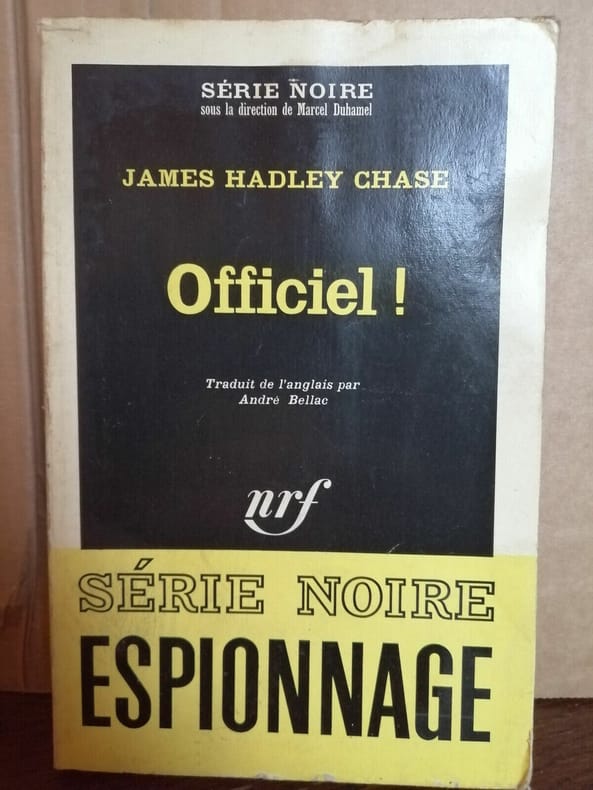 SÉRIE NOIRE
sous la direction de Marcel Duhamel
JAMES HADLEY CHASE
Officiel !
Traduit de l'anglais par
André Bellac
nrf
SÉRIE NOIRE
ESPIONNAGE